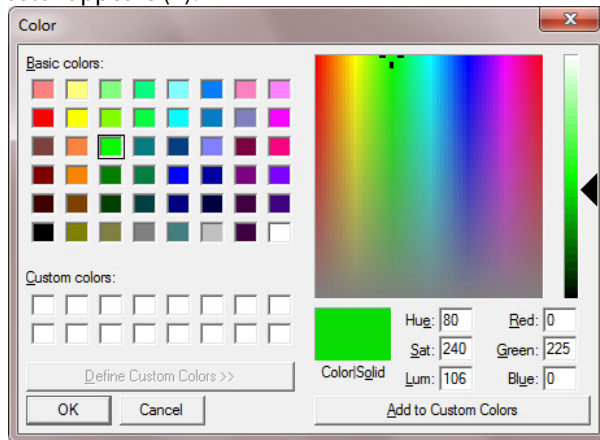 Color
Basic colors:
Custom colors:
Define Custom Colors >>
OK Cancel
Color|Solid
Hue: 80 Red: 0
Sat: 240 Green: 225
Lum: 106 Blue: 0
Add to Custom Colors